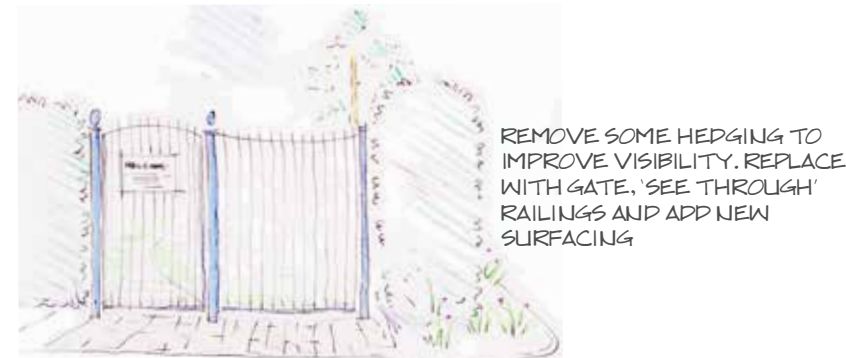 REMOVE SOME HEDGING TO
IMPROVE VISIBILITY. REPLACE
WITH GATE, 'SEE THROUGH'
RAILINGS AND ADD NEW
SURFACING